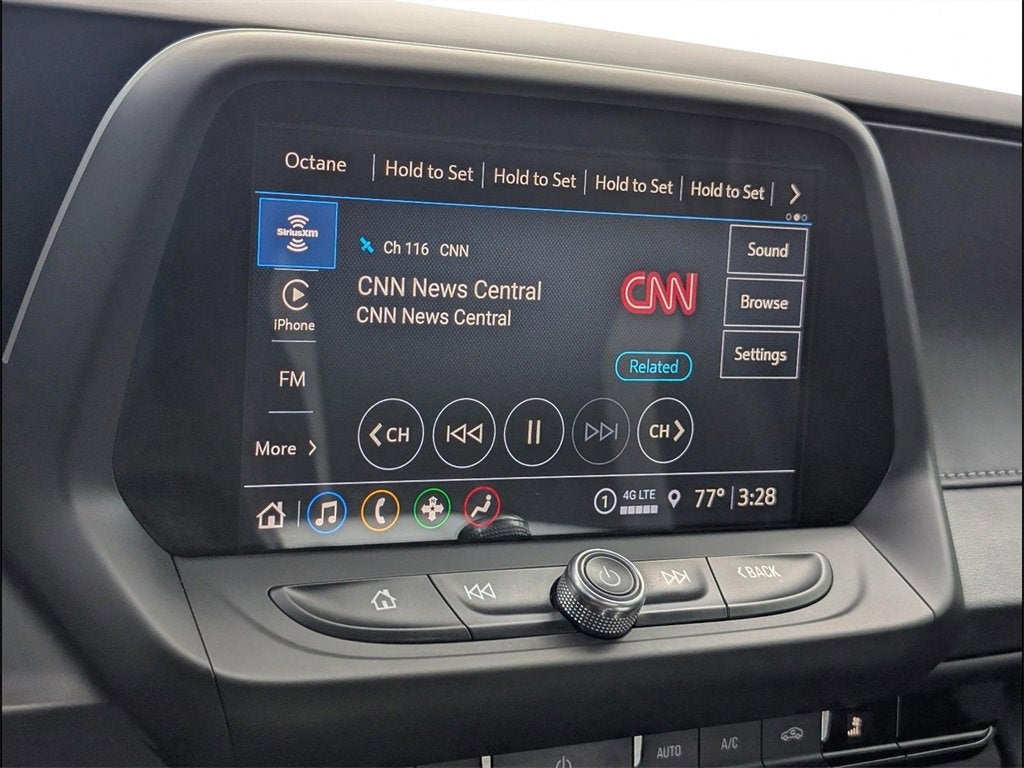 Octane Hold to Set Hold to Set Hold to Set Hold to Set
SiriusXM
Ch 116 CNN
Sound
CNN News Central
CNN
iPhone
CNN News Central
Browse
Related
Settings
FM
More
CH
CH
1 4G LTE 77° 3:28
BACK
AUTO
A/C